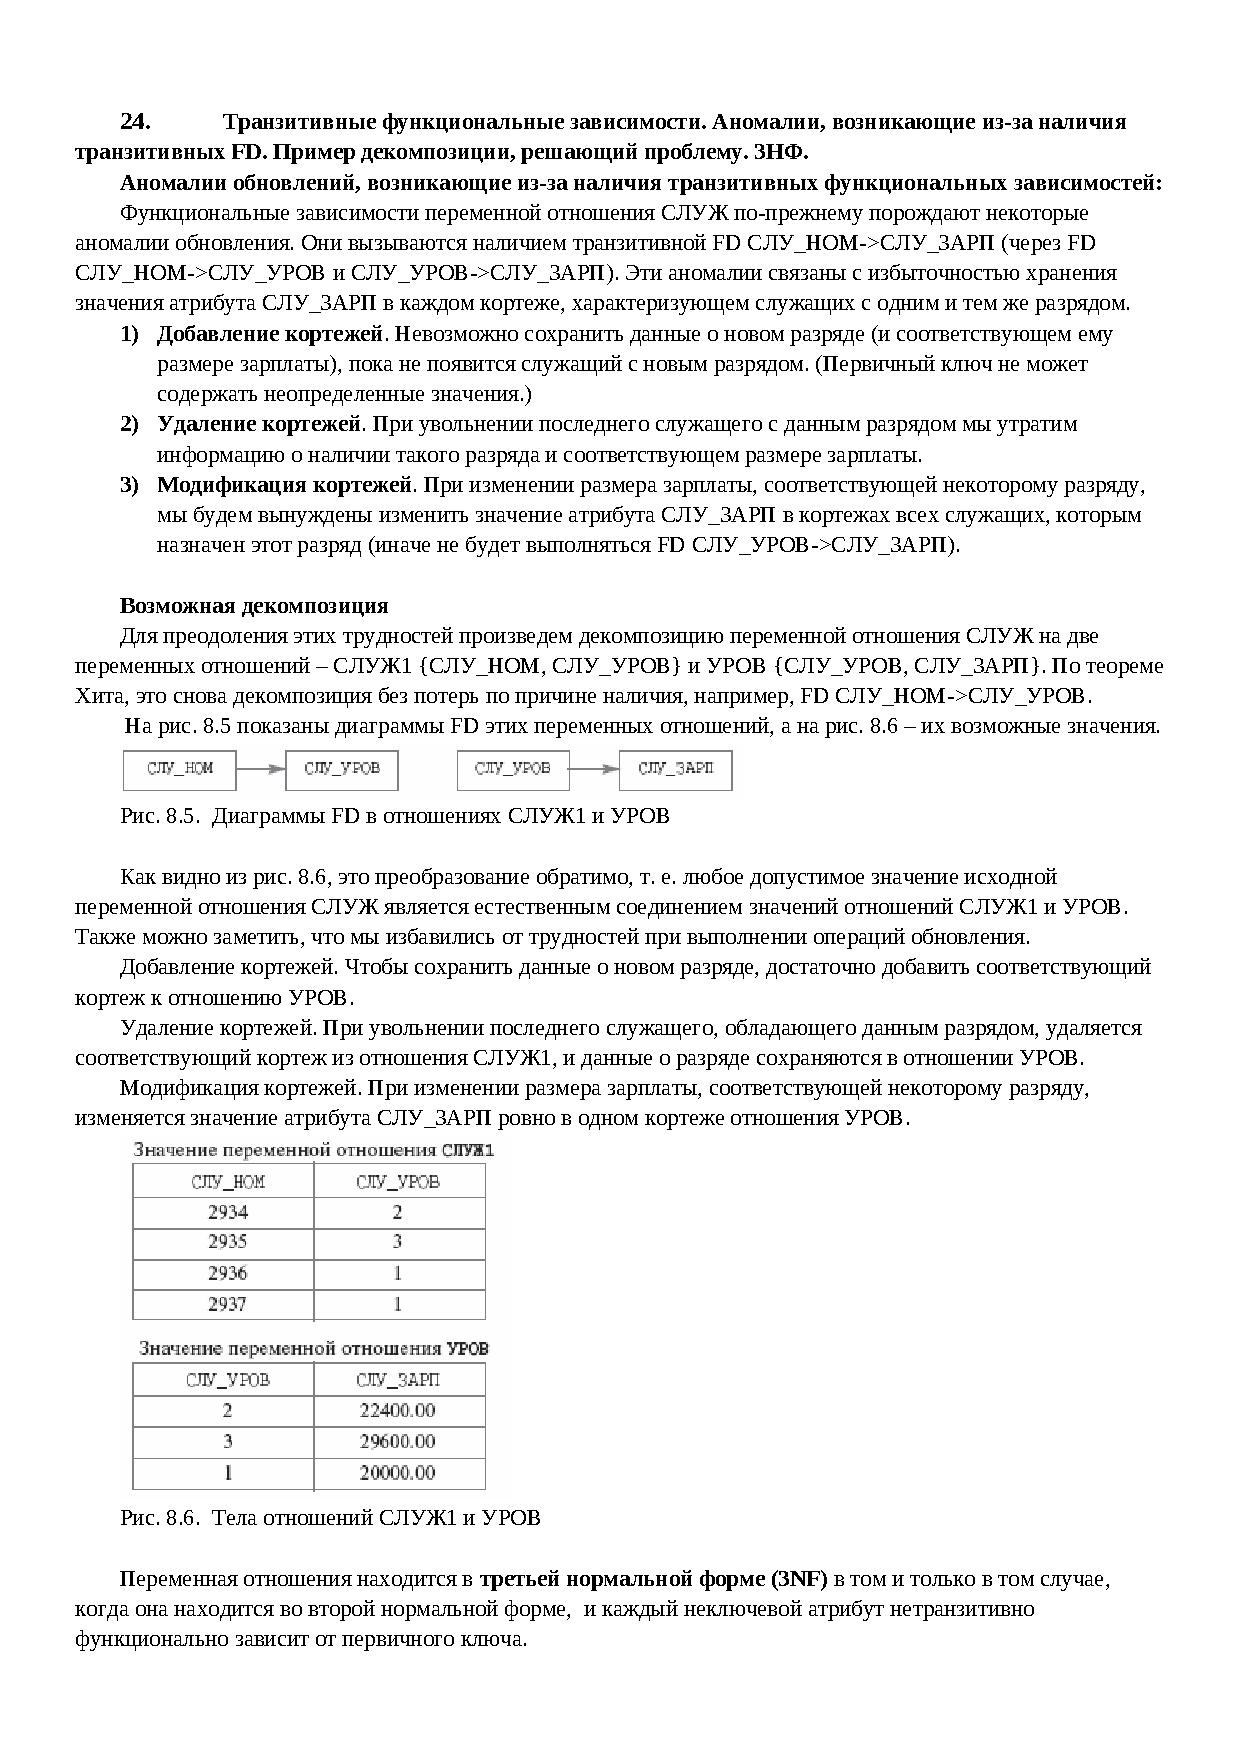 24. Транзитивные функциональные зависимости. Аномалии, возникающие из-за наличия
транзитивных FD. Пример декомпозиции, решающий проблему. 3НФ.
Аномалии обновлений, возникающие из-за наличия транзитивных функциональных зависимостей:
Функциональные зависимости переменной отношения СЛУЖ по-прежнему порождают некоторые
аномалии обновления. Они вызываются наличием транзитивной FD СЛУ_НОМ->СЛУ_ЗАРП (через FD
СЛУ_НОМ->СЛУ_УРОВ и СЛУ_УРОВ->СЛУ_ЗАРП). Эти аномалии связаны с избыточностью хранения
значения атрибута СЛУ_ЗАРП в каждом кортеже, характеризующем служащих с одним и тем же разрядом.
1) Добавление кортежей. Невозможно сохранить данные о новом разряде (и соответствующем ему
размере зарплаты), пока не появится служащий с новым разрядом. (Первичный ключ не может
содержать неопределенные значения.)
2) Удаление кортежей. При увольнении последнего служащего с данным разрядом мы утратим
информацию о наличии такого разряда и соответствующем размере зарплаты.
3) Модификация кортежей. При изменении размера зарплаты, соответствующей некоторому разряду,
мы будем вынуждены изменить значение атрибута СЛУ_ЗАРП в кортежах всех служащих, которым
назначен этот разряд (иначе не будет выполняться FD СЛУ_УРОВ->СЛУ_ЗАРП).
Возможная декомпозиция
Для преодоления этих трудностей произведем декомпозицию переменной отношения СЛУЖ на две
переменных отношений – СЛУЖ1 {СЛУ_НОМ, СЛУ_УРОВ} и УРОВ {СЛУ_УРОВ, СЛУ_ЗАРП}. По теореме
Хита, это снова декомпозиция без потерь по причине наличия, например, FD СЛУ_НОМ->СЛУ_УРОВ.
На рис. 8.5 показаны диаграммы FD этих переменных отношений, а на рис. 8.6 – их возможные значения.
СЛУ_НОМ СЛУ_УРОВ СЛУ_УРОВ СЛУ_ЗАРП
Рис. 8.5. Диаграммы FD в отношениях СЛУЖ1 и УРОВ
Как видно из рис. 8.6, это преобразование обратимо, т. е. любое допустимое значение исходной
переменной отношения СЛУЖ является естественным соединением значений отношений СЛУЖ1 и УРОВ.
Также можно заметить, что мы избавились от трудностей при выполнении операций обновления.
Добавление кортежей. Чтобы сохранить данные о новом разряде, достаточно добавить соответствующий
кортеж к отношению УРОВ.
Удаление кортежей. При увольнении последнего служащего, обладающего данным разрядом, удаляется
соответствующий кортеж из отношения СЛУЖ1, и данные о разряде сохраняются в отношении УРОВ.
Модификация кортежей. При изменении размера зарплаты, соответствующей некоторому разряду,
изменяется значение атрибута СЛУ_ЗАРП ровно в одном кортеже отношения УРОВ.
Значение переменной отношения СЛУЖ1
СЛУ_НОМ СЛУ_УРОВ
2934 2
2935 3
2936 1
2937 1
Значение переменной отношения УРОВ
СЛУ_УРОВ СЛУ_ЗАРП
2 22400.00
3 29600.00
1 20000.00
Рис. 8.6. Тела отношений СЛУЖ1 и УРОВ
Переменная отношения находится в третьей нормальной форме (3NF) в том и только в том случае,
когда она находится во второй нормальной форме, и каждый неключевой атрибут нетранзитивно
функционально зависит от первичного ключа.